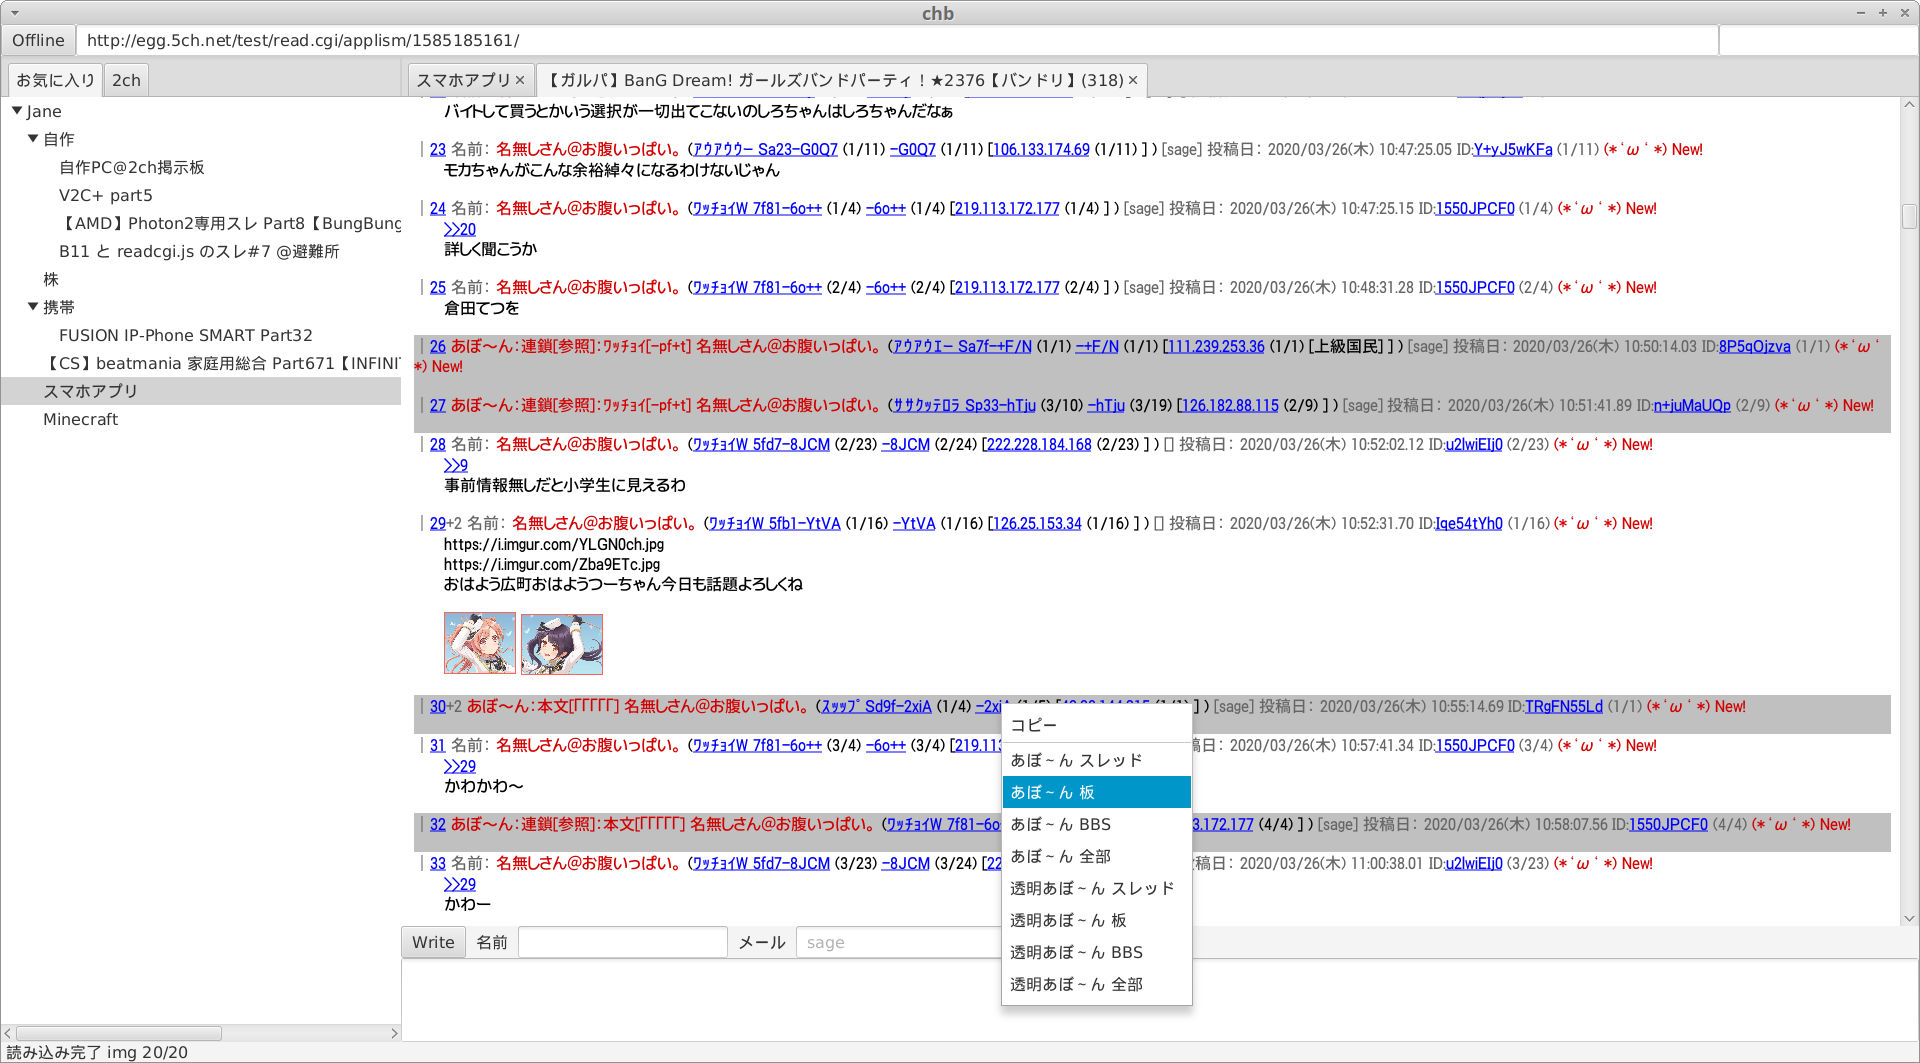 chb
Offline http://egg.5ch.net/test/read.cgi/applism/1585185161/
お気に入り 2ch
スマホアプリ × 【ガルパ】BanG Dream! ガールズバンドパーティ！★2376【バンドリ】(318) ×
Jane
自作
自作PC@2ch掲示板
V2C+ part5
【AMD】Photon2専用スレ Part8【BungBung
B11 と readcgi.js のスレ#7 @避難所
株
携帯
FUSION IP-Phone SMART Part32
【CS】beatmania 家庭用総合 Part671【INFINI
スマホアプリ
Minecraft
バイトして買うとかいう選択が一切出てこないのしろちゃんはしろちゃんだなぁ
| 23 名前: 名無しさん＠お腹いっぱい。 (ｱｳｱｳｳｰ Sa23-G0Q7 (1/11) -G0Q7 (1/11) [106.133.174.69 (1/11) ] ) [sage] 投稿日: 2020/03/26(木) 10:47:25.05 ID:Y+yJ5wKFa (1/11) (*‘ω‘*) New!
モカちゃんがこんな余裕綽々になるわけないじゃん
| 24 名前: 名無しさん＠お腹いっぱい。 (ﾜｯﾁｮｲW 7f81-6o++ (1/4) -6o++ (1/4) [219.113.172.177 (1/4) ] ) [sage] 投稿日: 2020/03/26(木) 10:47:25.15 ID:1550JPCF0 (1/4) (*‘ω‘*) New!
>>20
詳しく聞こうか
| 25 名前: 名無しさん＠お腹いっぱい。 (ﾜｯﾁｮｲW 7f81-6o++ (2/4) -6o++ (2/4) [219.113.172.177 (2/4) ] ) [sage] 投稿日: 2020/03/26(木) 10:48:31.28 ID:1550JPCF0 (2/4) (*‘ω‘*) New!
倉田てつを
| 26 あぼ～ん：連鎖[参照]：ﾜｯﾁｮｲ[-pf+t] 名無しさん＠お腹いっぱい。 (ｱｳｱｳｴｰ Sa7f-+F/N (1/1) -+F/N (1/1) [111.239.253.36 (1/1) [上級国民] ] ) [sage] 投稿日: 2020/03/26(木) 10:50:14.03 ID:8P5qOjzva (1/1) (*‘ω‘
*) New!
| 27 あぼ～ん：連鎖[参照]：ﾜｯﾁｮｲ[-pf+t] 名無しさん＠お腹いっぱい。 (ｻｻｸｯﾃﾛﾗ Sp33-hTju (3/10) -hTju (3/19) [126.182.88.115 (2/9) ] ) [sage] 投稿日: 2020/03/26(木) 10:51:41.89 ID:n+juMaUQp (2/9) (*‘ω‘*) New!
| 28 名前: 名無しさん＠お腹いっぱい。 (ﾜｯﾁｮｲW 5fd7-8JCM (2/23) -8JCM (2/24) [222.228.184.168 (2/23) ] ) [] 投稿日: 2020/03/26(木) 10:52:02.12 ID:u2lwiEIj0 (2/23) (*‘ω‘*) New!
>>9
事前情報無しだと小学生に見えるわ
| 29+2 名前: 名無しさん＠お腹いっぱい。 (ﾜｯﾁｮｲW 5fb1-YtVA (1/16) -YtVA (1/16) [126.25.153.34 (1/16) ] ) [] 投稿日: 2020/03/26(木) 10:52:31.70 ID:Iqe54tYh0 (1/16) (*‘ω‘*) New!
https://i.imgur.com/YLGN0ch.jpg
https://i.imgur.com/Zba9ETc.jpg
おはよう広町おはようつーちゃん今日も話題よろしくね
| 30+2 あぼ～ん：本文[｢｢｢｢｢] 名無しさん＠お腹いっぱい。 (ｽｯｯﾌﾟ Sd9f-2xiA (1/4) -2xiA ] ) [sage] 投稿日: 2020/03/26(木) 10:55:14.69 ID:TRgFN55Ld (1/1) (*‘ω‘*) New!
| 31 名前: 名無しさん＠お腹いっぱい。 (ﾜｯﾁｮｲW 7f81-6o++ (3/4) -6o++ (3/4) [219.113 稿日: 2020/03/26(木) 10:57:41.34 ID:1550JPCF0 (3/4) (*‘ω‘*) New!
>>29
かわかわ～
| 32 あぼ～ん：連鎖[参照]：本文[｢｢｢｢｢] 名無しさん＠お腹いっぱい。 (ﾜｯﾁｮｲW 7f81-6o 3.172.177 (4/4) ] ) [sage] 投稿日: 2020/03/26(木) 10:58:07.56 ID:1550JPCF0 (4/4) (*‘ω‘*) New!
| 33 名前: 名無しさん＠お腹いっぱい。 (ﾜｯﾁｮｲW 5fd7-8JCM (3/23) -8JCM (3/24) [22 稿日: 2020/03/26(木) 11:00:38.01 ID:u2lwiEIj0 (3/23) (*‘ω‘*) New!
>>29
かわー
コピー
あぼ～ん スレッド
あぼ～ん 板
あぼ～ん BBS
あぼ～ん 全部
透明あぼ～ん スレッド
透明あぼ～ん 板
透明あぼ～ん BBS
透明あぼ～ん 全部
Write 名前 メール sage
読み込み完了 img 20/20